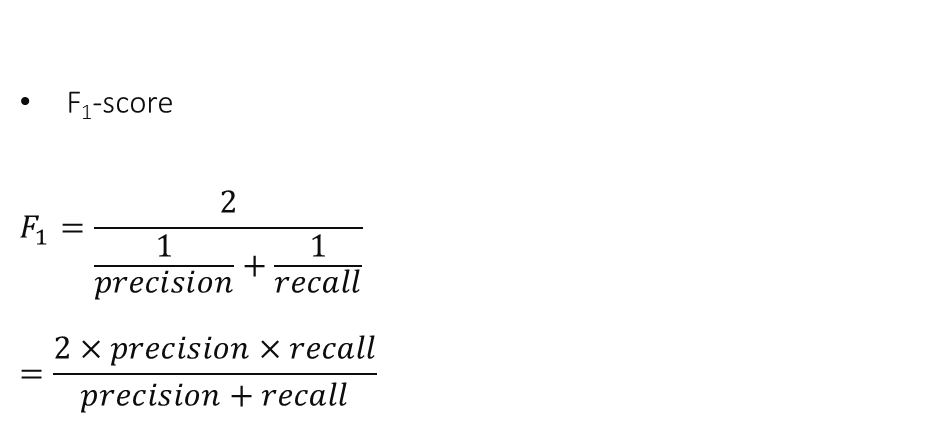 • F₁-score
F₁ = 2 / (1/precision + 1/recall)
= (2 × precision × recall) / (precision + recall)